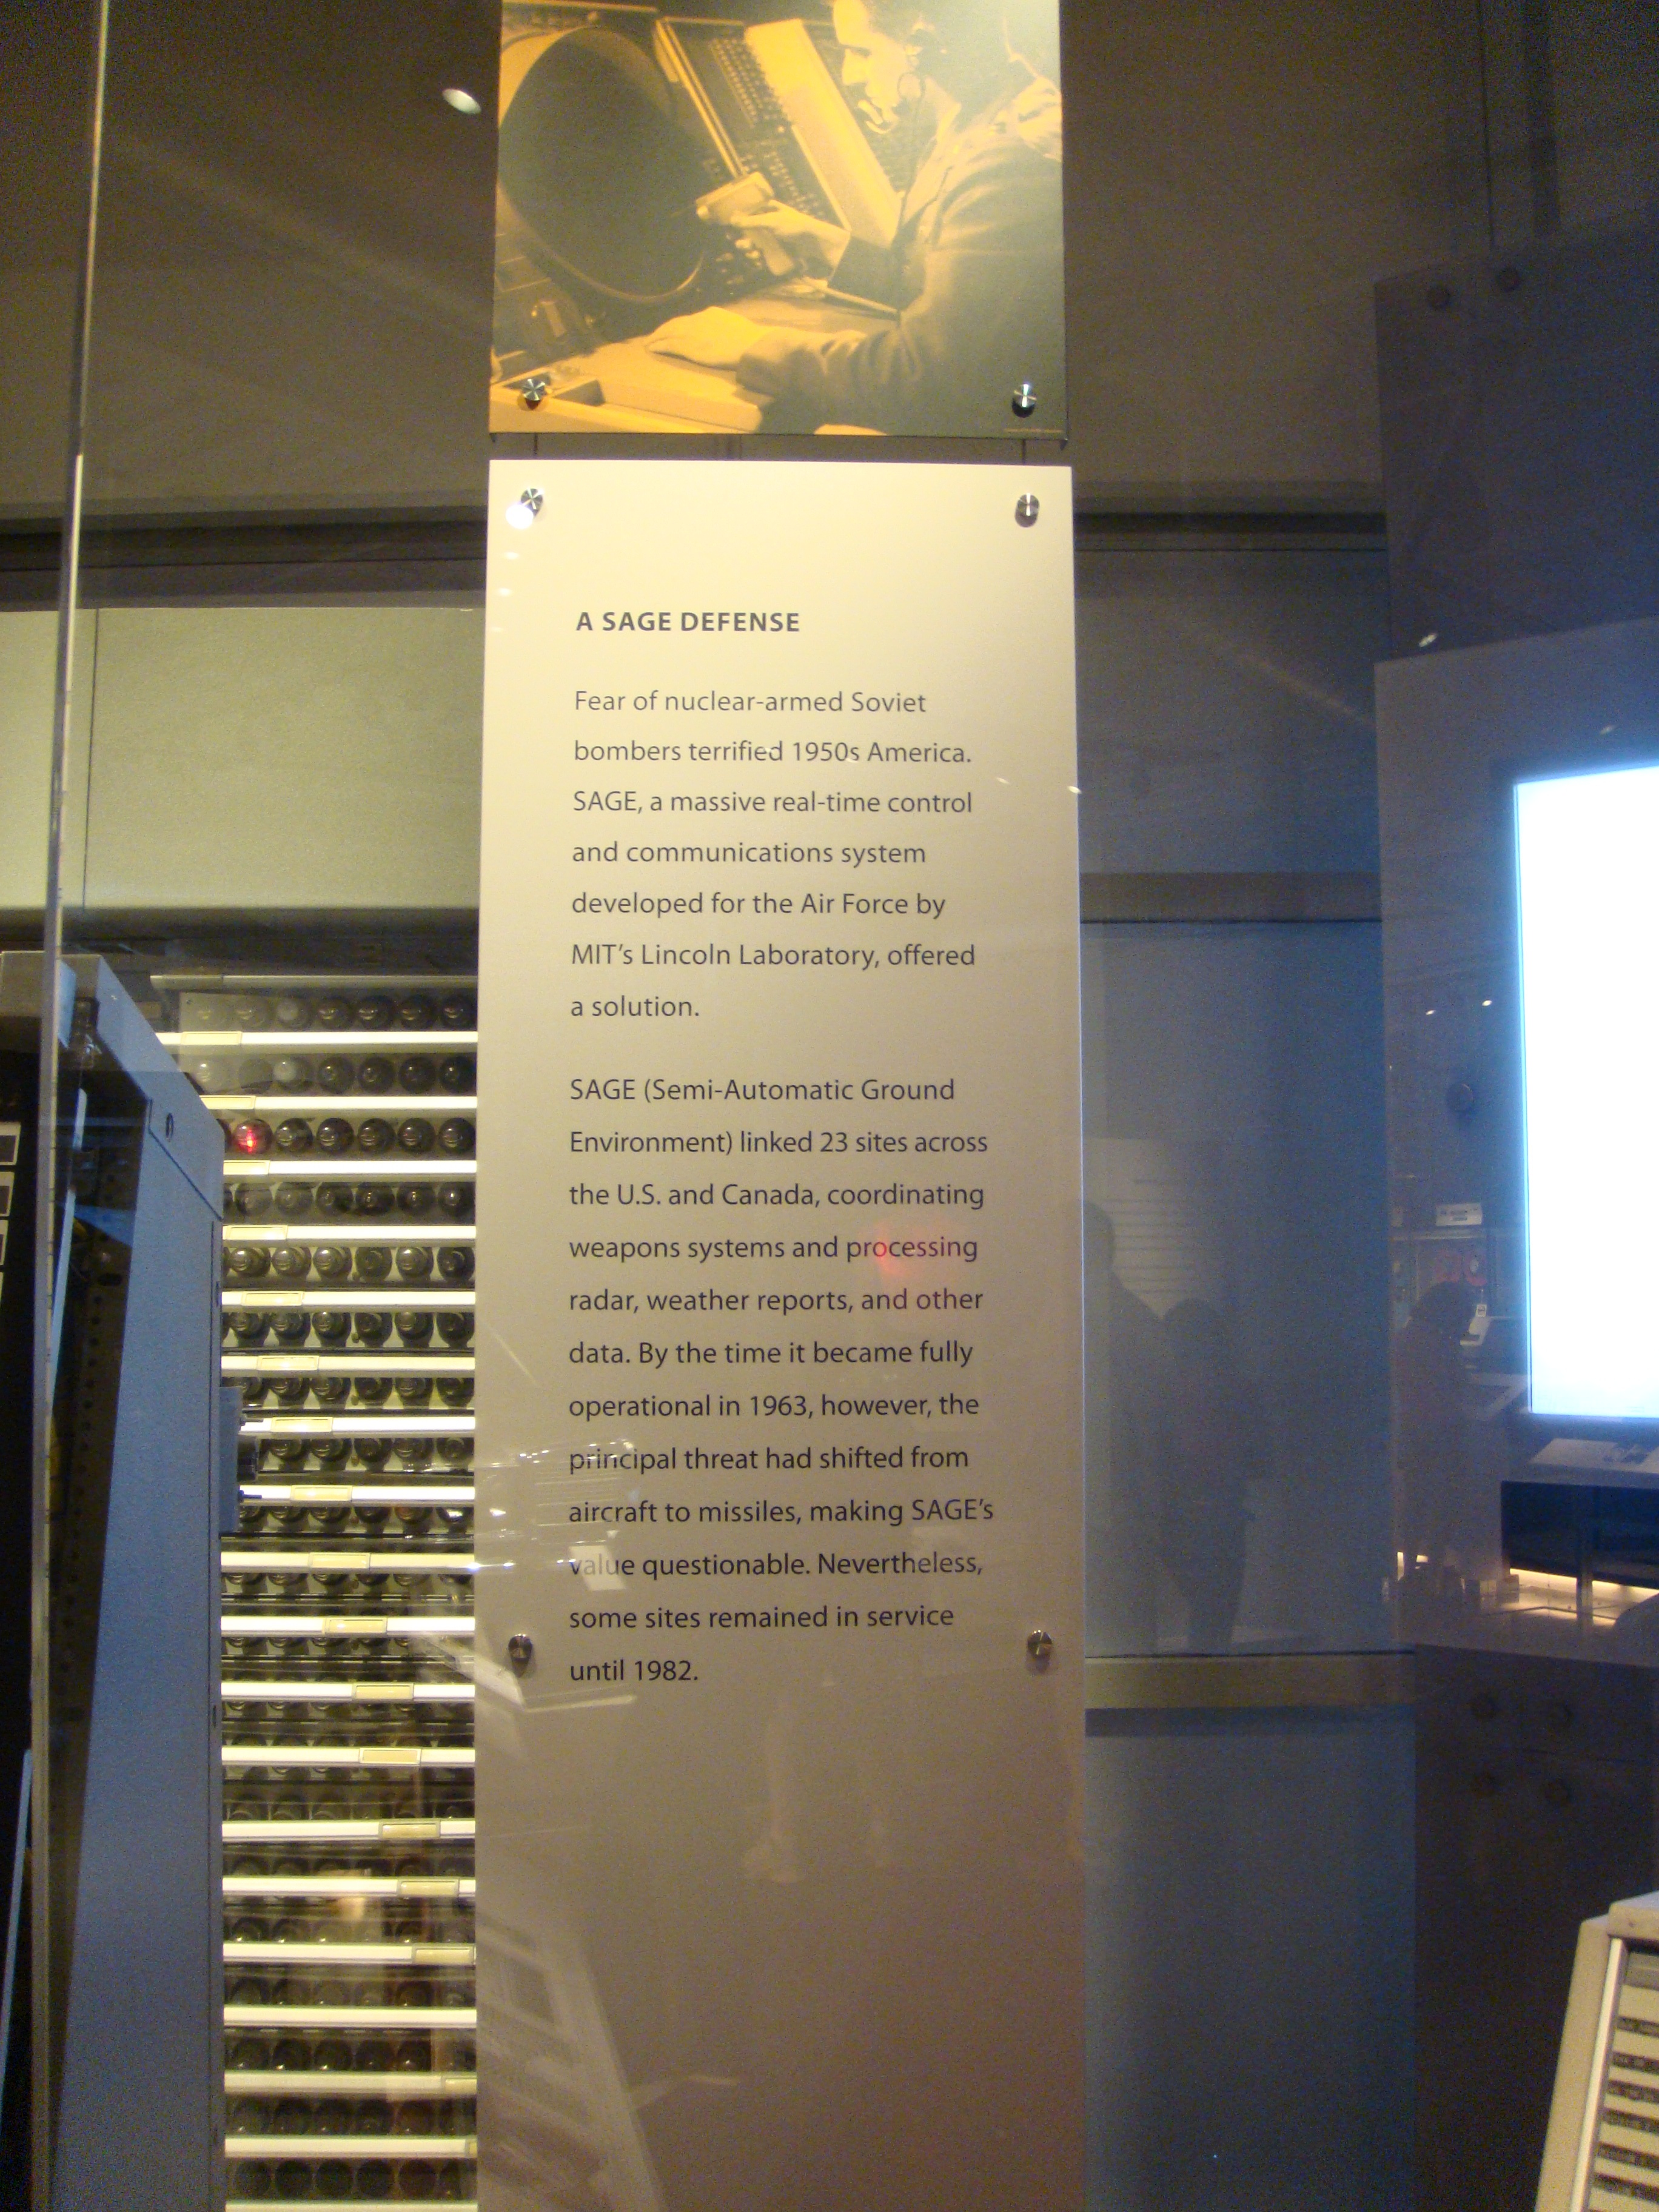 A SAGE DEFENSE
Fear of nuclear-armed Soviet
bombers terrified 1950s America.
SAGE, a massive real-time control
and communications system
developed for the Air Force by
MIT's Lincoln Laboratory, offered
a solution.
SAGE (Semi-Automatic Ground
Environment) linked 23 sites across
the U.S. and Canada, coordinating
weapons systems and processing
radar, weather reports, and other
data. By the time it became fully
operational in 1963, however, the
principal threat had shifted from
aircraft to missiles, making SAGE's
value questionable. Nevertheless,
some sites remained in service
until 1982.